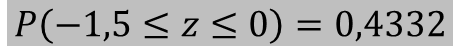 P(−1,5 ≤ z ≤ 0) = 0,4332